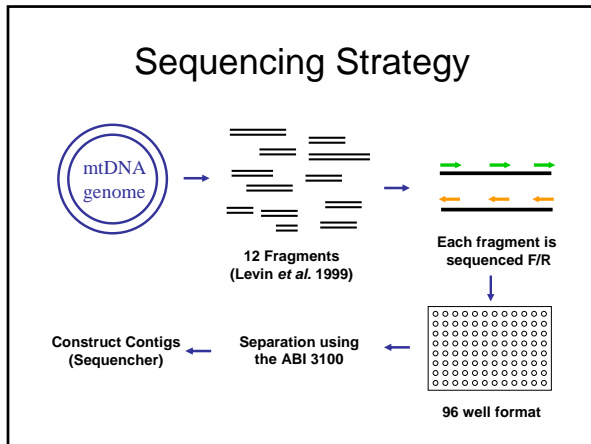 Sequencing Strategy
mtDNA
genome
12 Fragments
(Levin et al. 1999)
Each fragment is
sequenced F/R
96 well format
Separation using
the ABI 3100
Construct Contigs
(Sequencher)